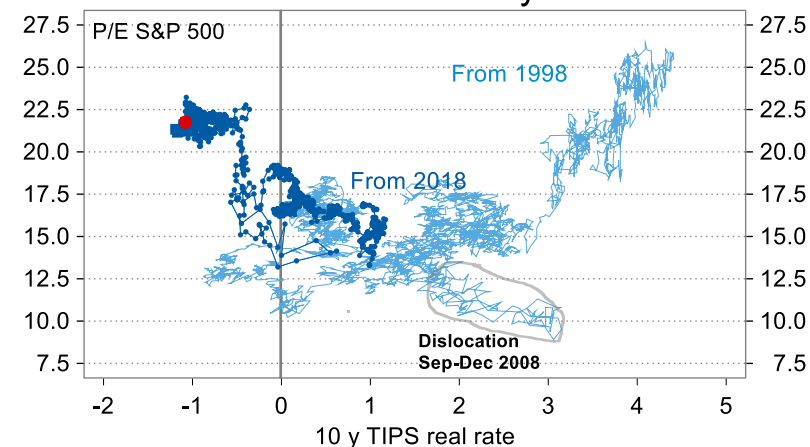 P/E S&P 500
27.5
27.5
From 1998
25.0
25.0
22.5
22.5
20.0
20.0
From 2018
17.5
17.5
15.0
15.0
12.5
12.5
10.0
10.0
Dislocation
Sep-Dec 2008
7.5
7.5
-2 -1 0 1 2 3 4 5
10 y TIPS real rate